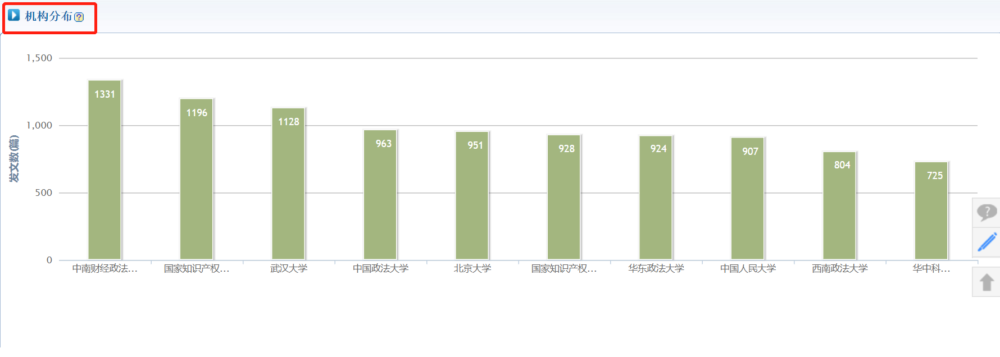 机构分布
1,500
1,000
500
0
发文数(篇)
1331
1196
1128
963
951
928
924
907
804
725
中南财经政法...
国家知识产权...
武汉大学
中国政法大学
北京大学
国家知识产权...
华东政法大学
中国人民大学
西南政法大学
华中科...